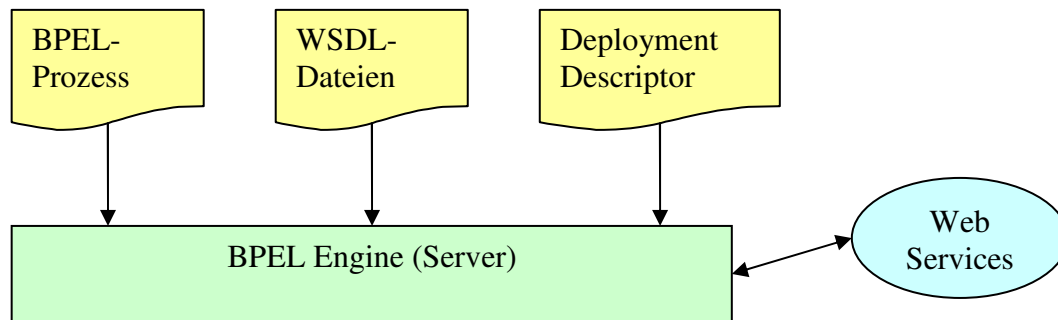 BPEL-
Prozess
WSDL-
Dateien
Deployment
Descriptor
BPEL Engine (Server)
Web
Services